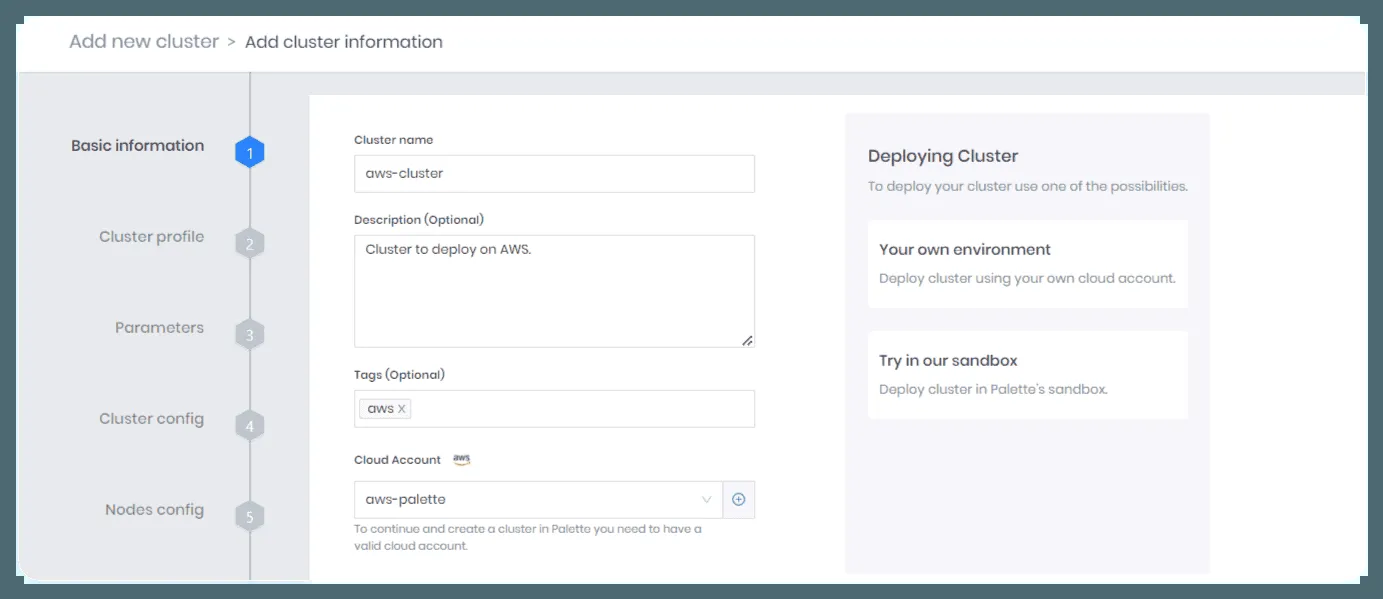 Add new cluster > Add cluster information
Basic information
1
Cluster profile
2
Parameters
3
Cluster config
4
Nodes config
5
Cluster name
aws-cluster
Description (Optional)
Cluster to deploy on AWS.
Tags (Optional)
aws X
Cloud Account aws
aws-palette
To continue and create a cluster in Palette you need to have a
valid cloud account.
Deploying Cluster
To deploy your cluster use one of the possibilities.
Your own environment
Deploy cluster using your own cloud account.
Try in our sandbox
Deploy cluster in Palette's sandbox.